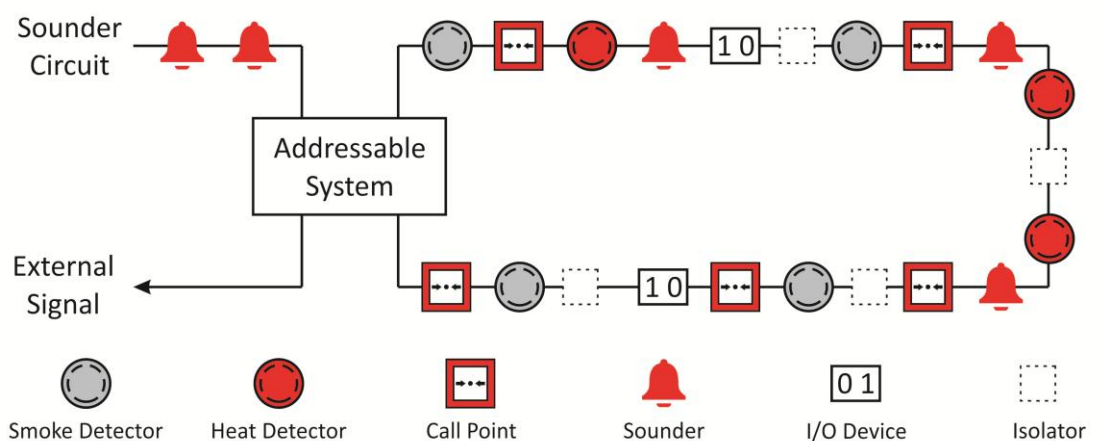 Sounder
Circuit
1 0
Addressable
System
External
Signal
1 0
0 1
Smoke Detector
Heat Detector
Call Point
Sounder
I/O Device
Isolator